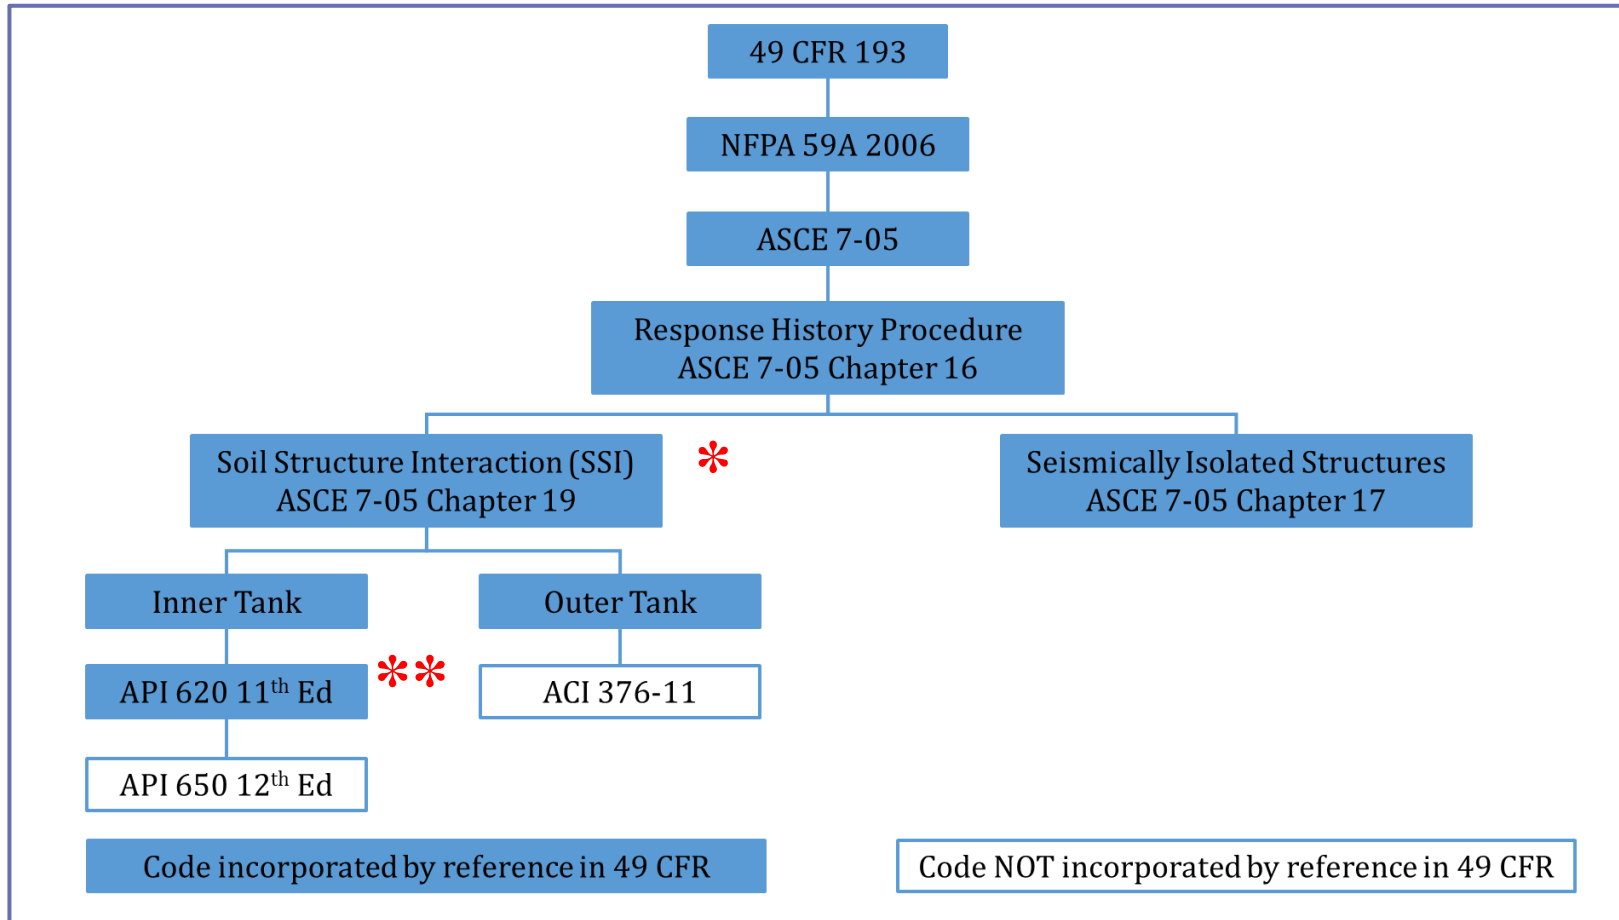 49 CFR 193
NFPA 59A 2006
ASCE 7-05
Response History Procedure
ASCE 7-05 Chapter 16
Soil Structure Interaction (SSI)
ASCE 7-05 Chapter 19
*
Seismically Isolated Structures
ASCE 7-05 Chapter 17
Inner Tank
Outer Tank
API 620 11th Ed
**
ACI 376-11
API 650 12th Ed
Code incorporated by reference in 49 CFR
Code NOT incorporated by reference in 49 CFR